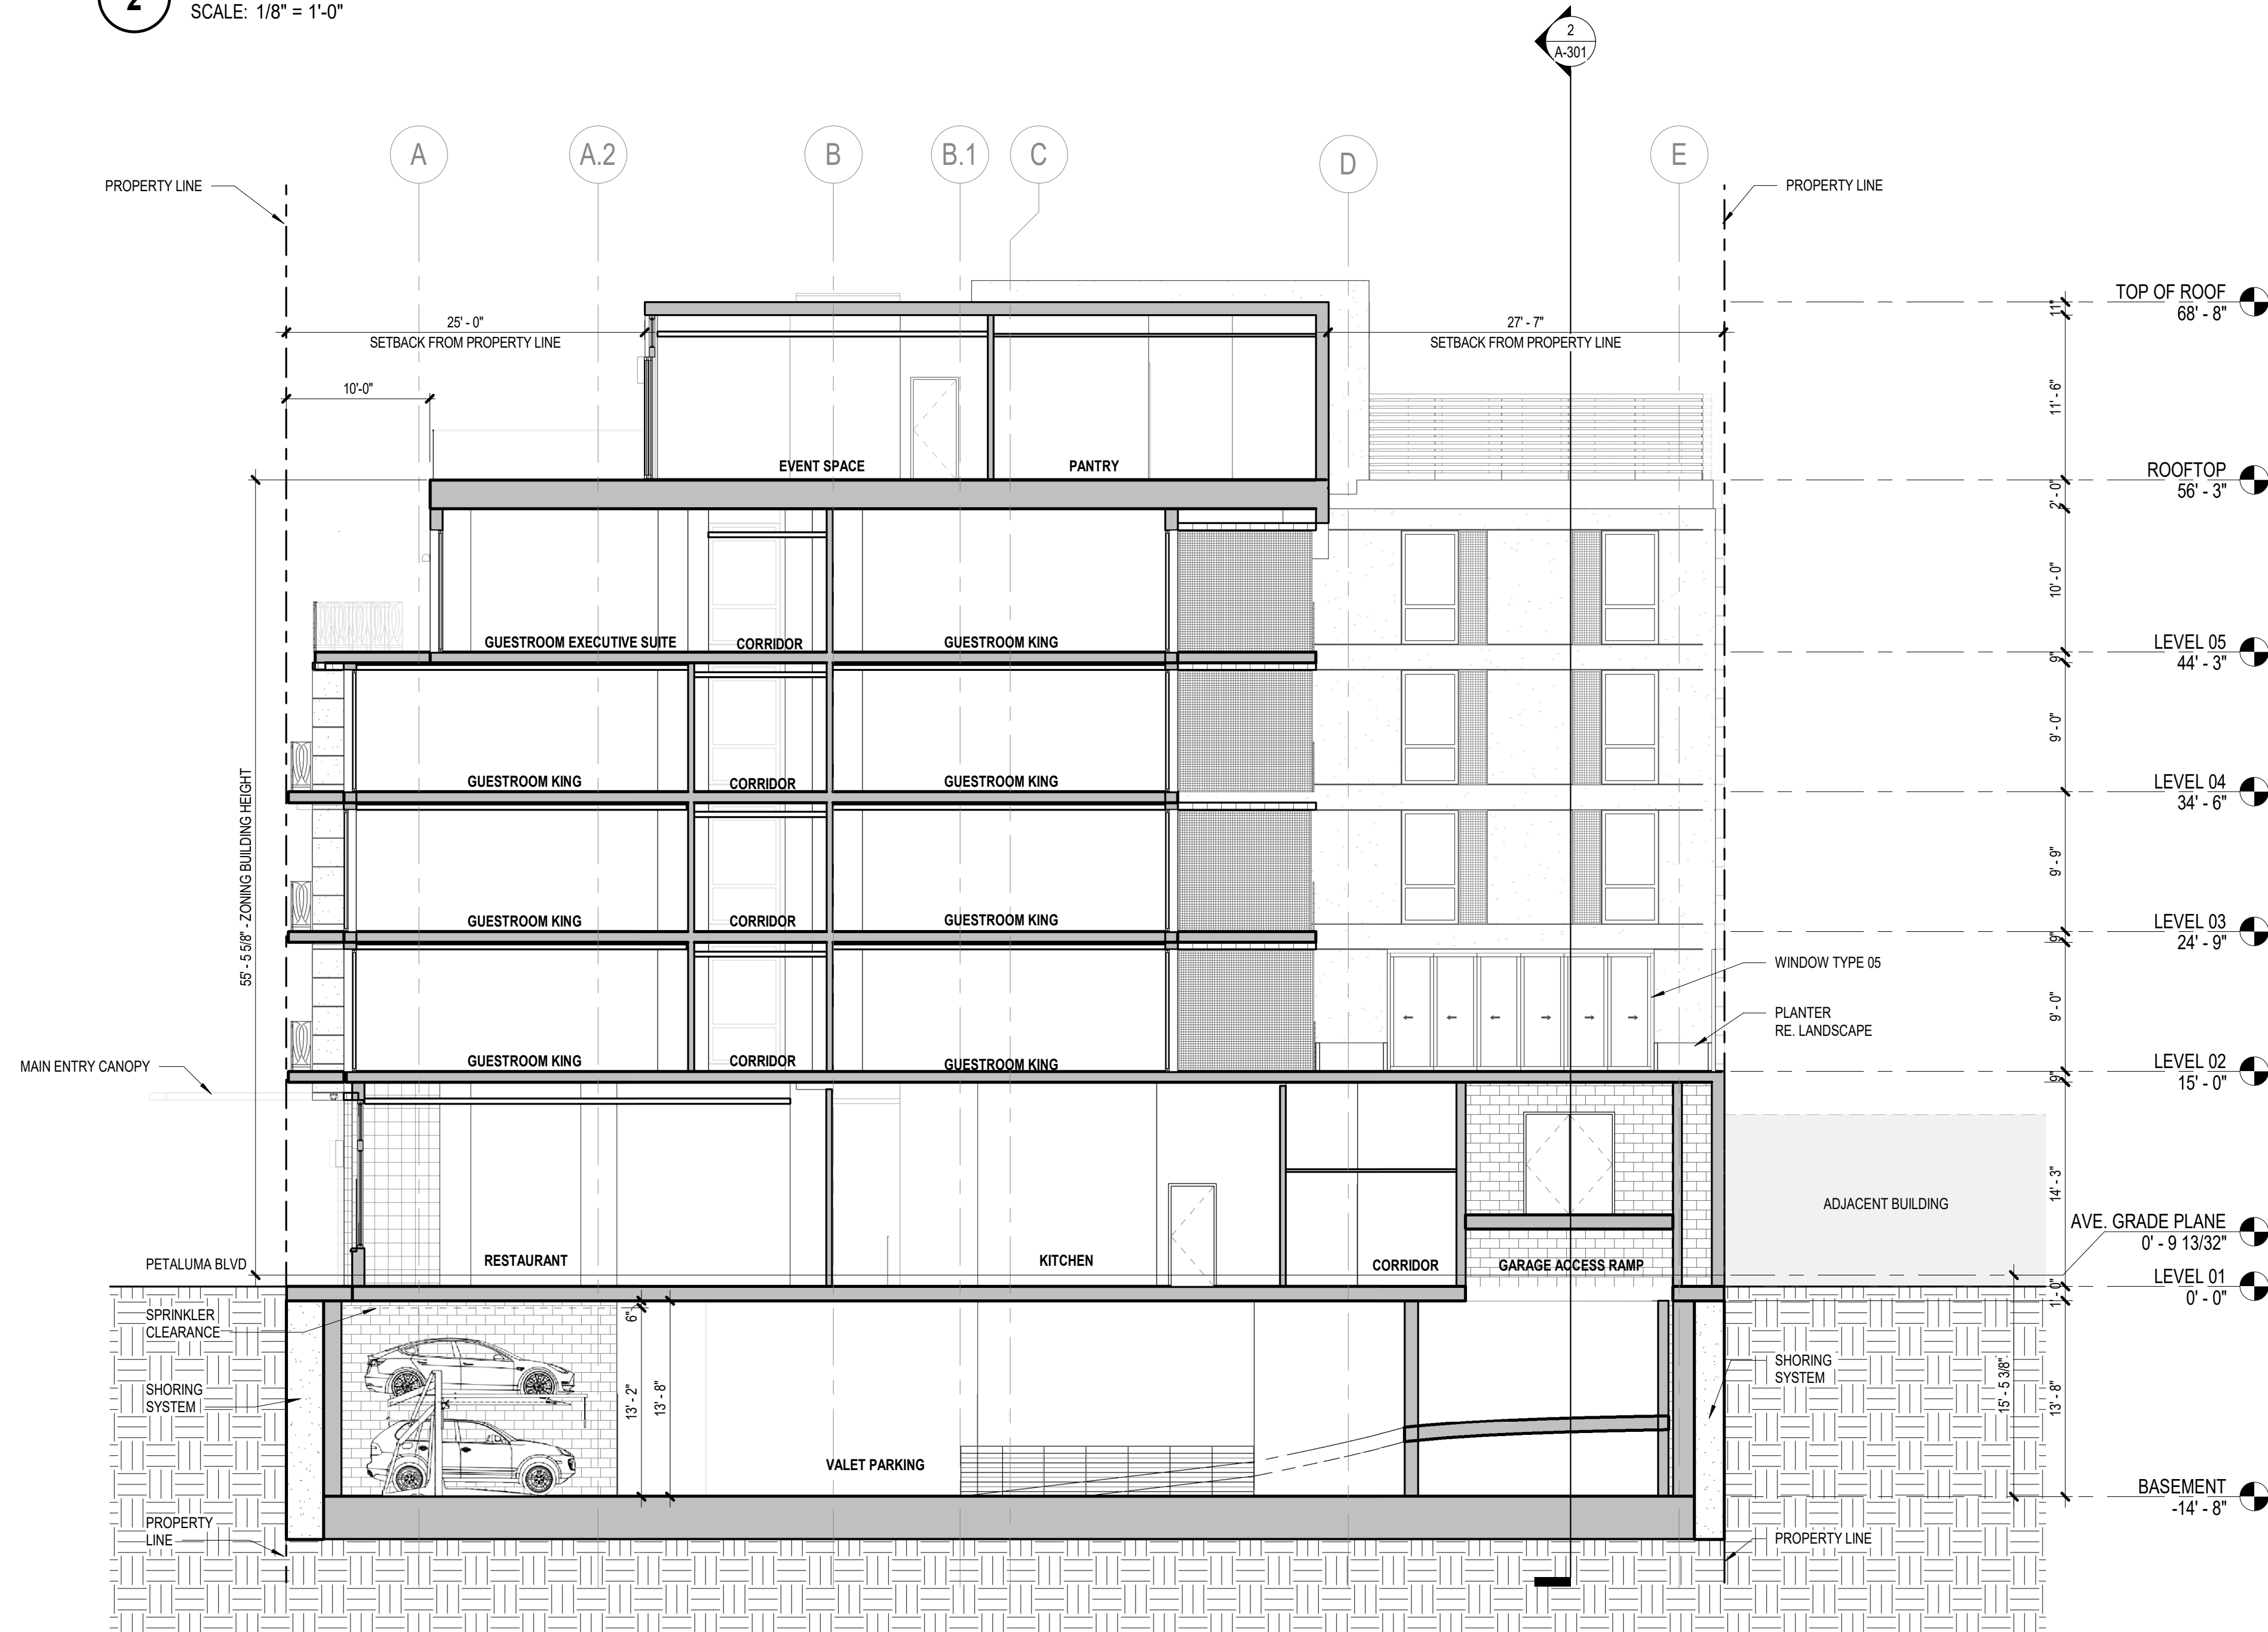 2
SCALE: 1/8" = 1'-0"
2
A-301
A
A.2
B
B.1
C
D
E
PROPERTY LINE
PROPERTY LINE
TOP OF ROOF
68' - 8"
11"
25' - 0"
SETBACK FROM PROPERTY LINE
27' - 7"
SETBACK FROM PROPERTY LINE
10'-0"
11' - 6"
EVENT SPACE
PANTRY
ROOFTOP
56' - 3"
2' - 0"
10' - 0"
GUESTROOM EXECUTIVE SUITE
CORRIDOR
GUESTROOM KING
LEVEL 05
44' - 3"
9"
9' - 0"
GUESTROOM KING
CORRIDOR
GUESTROOM KING
LEVEL 04
34' - 6"
9' - 9"
55' - 5 5/8" - ZONING BUILDING HEIGHT
GUESTROOM KING
CORRIDOR
GUESTROOM KING
LEVEL 03
24' - 9"
9"
WINDOW TYPE 05
9' - 0"
PLANTER
RE. LANDSCAPE
GUESTROOM KING
CORRIDOR
GUESTROOM KING
LEVEL 02
15' - 0"
9"
MAIN ENTRY CANOPY
14' - 3"
ADJACENT BUILDING
AVE. GRADE PLANE
0' - 9 13/32"
PETALUMA BLVD
RESTAURANT
KITCHEN
CORRIDOR
GARAGE ACCESS RAMP
LEVEL 01
0' - 0"
1' - 0"
SPRINKLER
CLEARANCE
6"
SHORING
SYSTEM
13' - 2"
13' - 8"
SHORING
SYSTEM
15' - 5 3/8"
13' - 8"
VALET PARKING
BASEMENT
-14' - 8"
PROPERTY
LINE
PROPERTY LINE